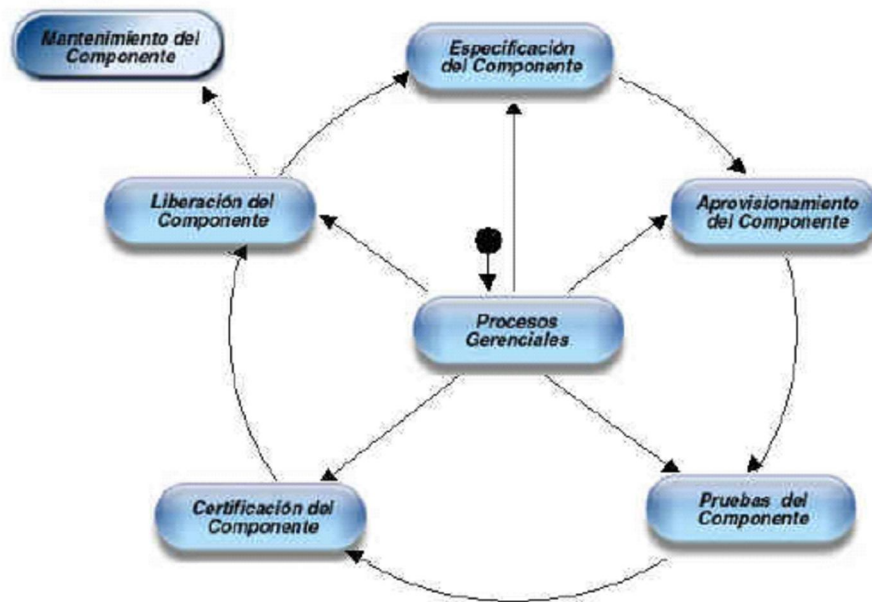 Mantenimiento del
Componente
Especificación
del Componente
Liberación del
Componente
Aprovisionamiento
del Componente
Procesos
Gerenciales
Certificación del
Componente
Pruebas del
Componente